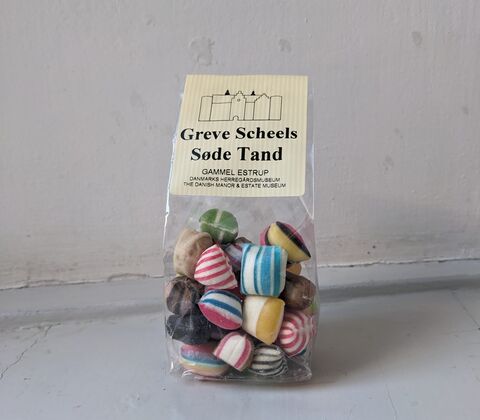 Greve Scheels
Søde Tand
GAMMEL ESTRUP
DANMARKS HERREGÅRDSMUSEUM
THE DANISH MANOR & ESTATE MUSEUM